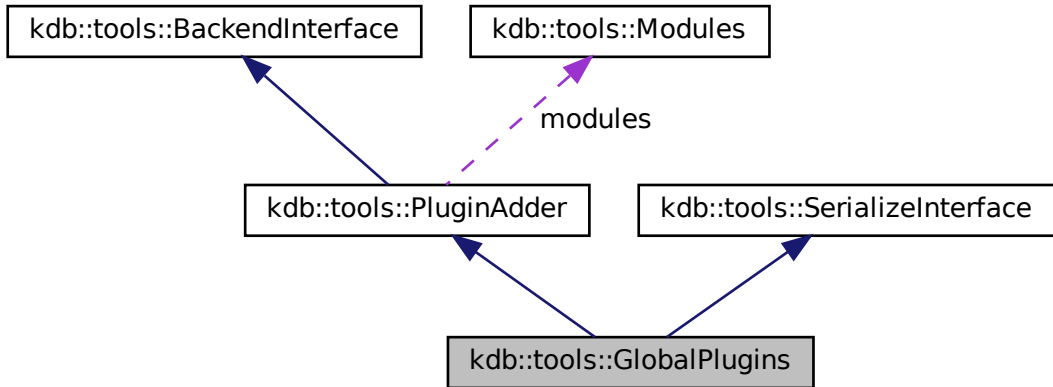 kdb::tools::BackendInterface
kdb::tools::Modules
modules
kdb::tools::PluginAdder
kdb::tools::SerializeInterface
kdb::tools::GlobalPlugins